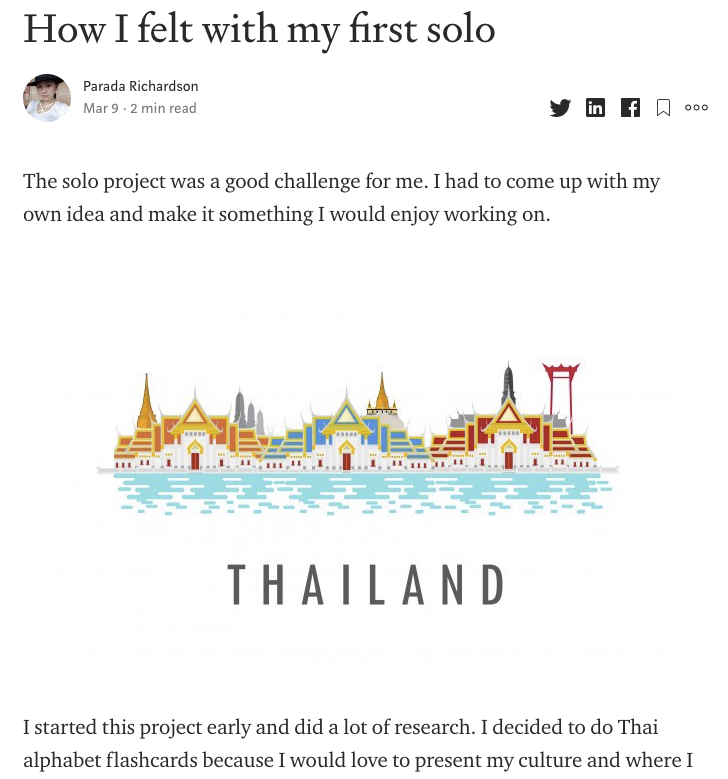 How I felt with my first solo
Parada Richardson
Mar 9 · 2 min read
The solo project was a good challenge for me. I had to come up with my
own idea and make it something I would enjoy working on.
THAILAND
I started this project early and did a lot of research. I decided to do Thai
alphabet flashcards because I would love to present my culture and where I